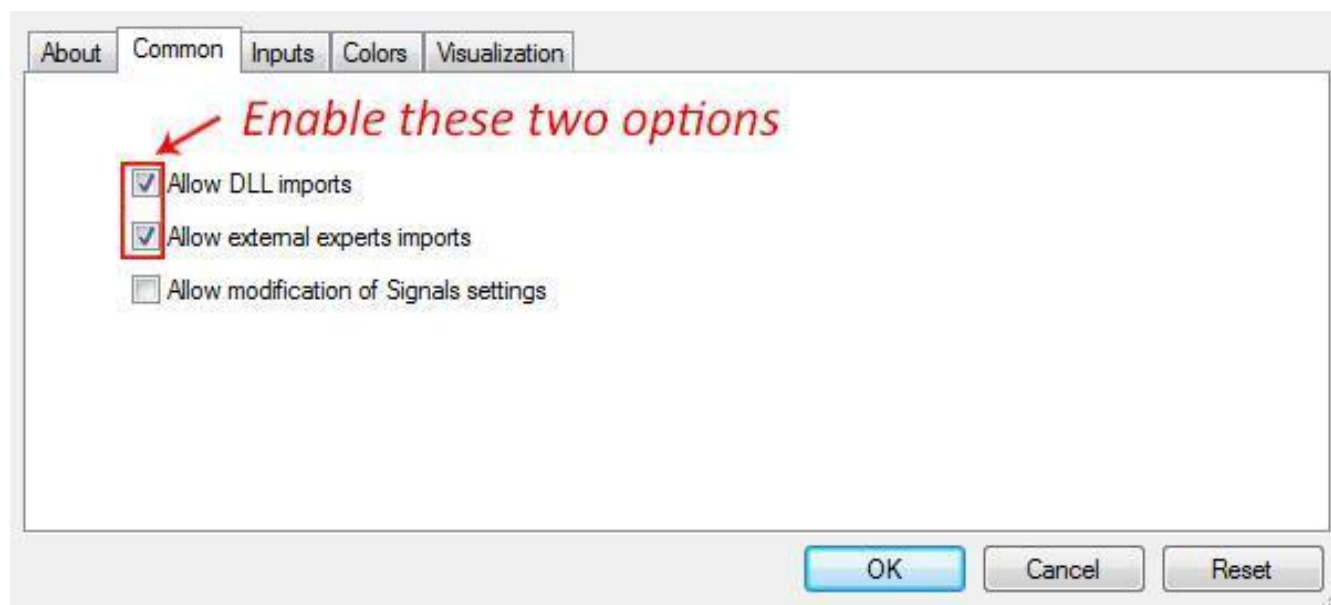 About Common Inputs Colors Visualization
Enable these two options
Allow DLL imports
Allow external experts imports
Allow modification of Signals settings
OK Cancel Reset